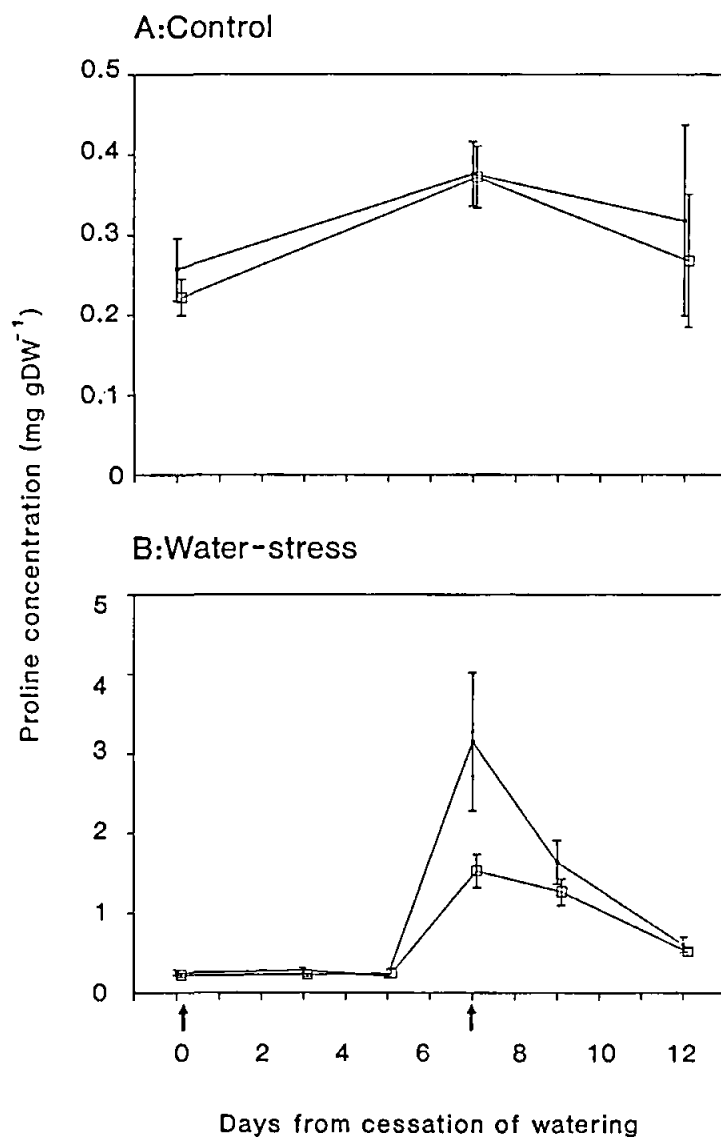 A:Control
0.5
0.4
0.3
0.2
0.1
0
Proline concentration (mg gDW⁻¹)
B:Water-stress
5
4
3
2
1
0
0 2 4 6 8 10 12
Days from cessation of watering